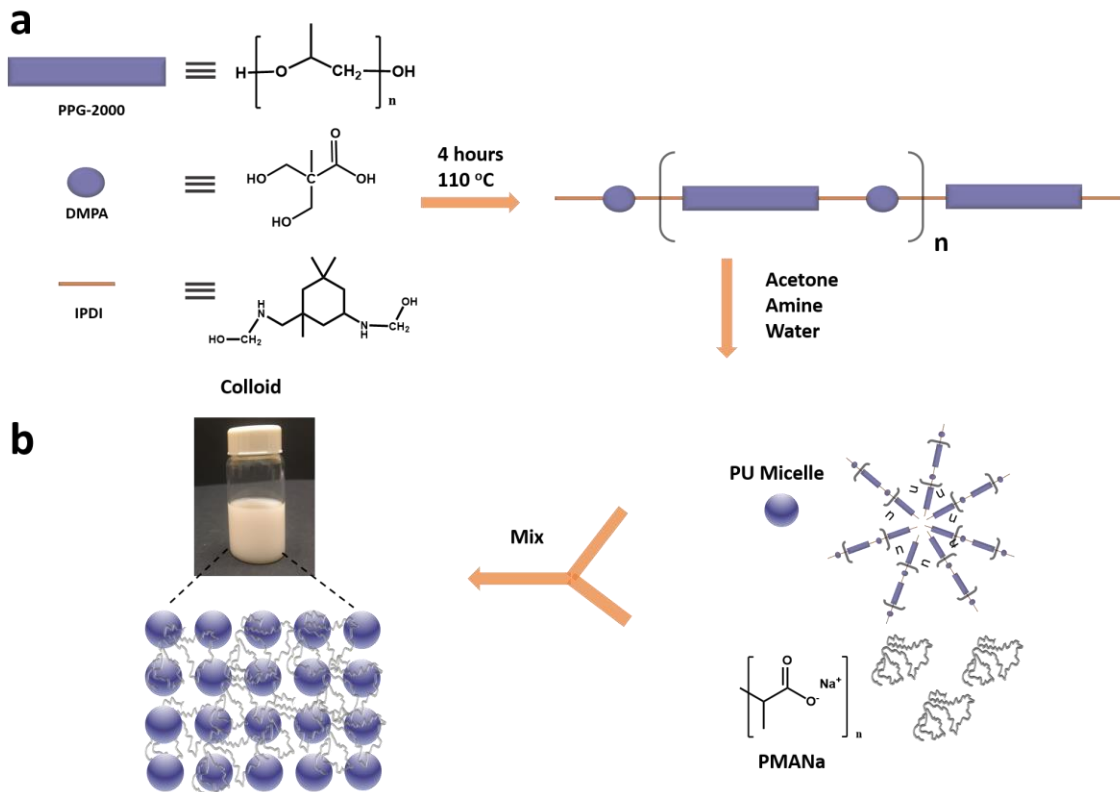 a
H
O
CH₂
OH
n
PPG-2000
O
HO
C
OH
HO
DMPA
4 hours
110 °C
n
OH
H
N
CH₂
N
H
HO
CH₂
IPDI
Acetone
Amine
Water
Colloid
b
PU Micelle
n
n
n
n
n
n
n
Mix
O
Na⁺
O⁻
n
PMANa